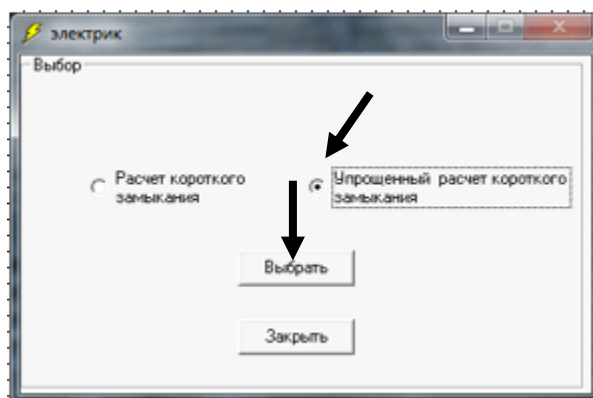 электрик
Выбор
Расчет короткого
замыкания
Упрощенный расчет короткого
замыкания
Выбрать
Закрыть